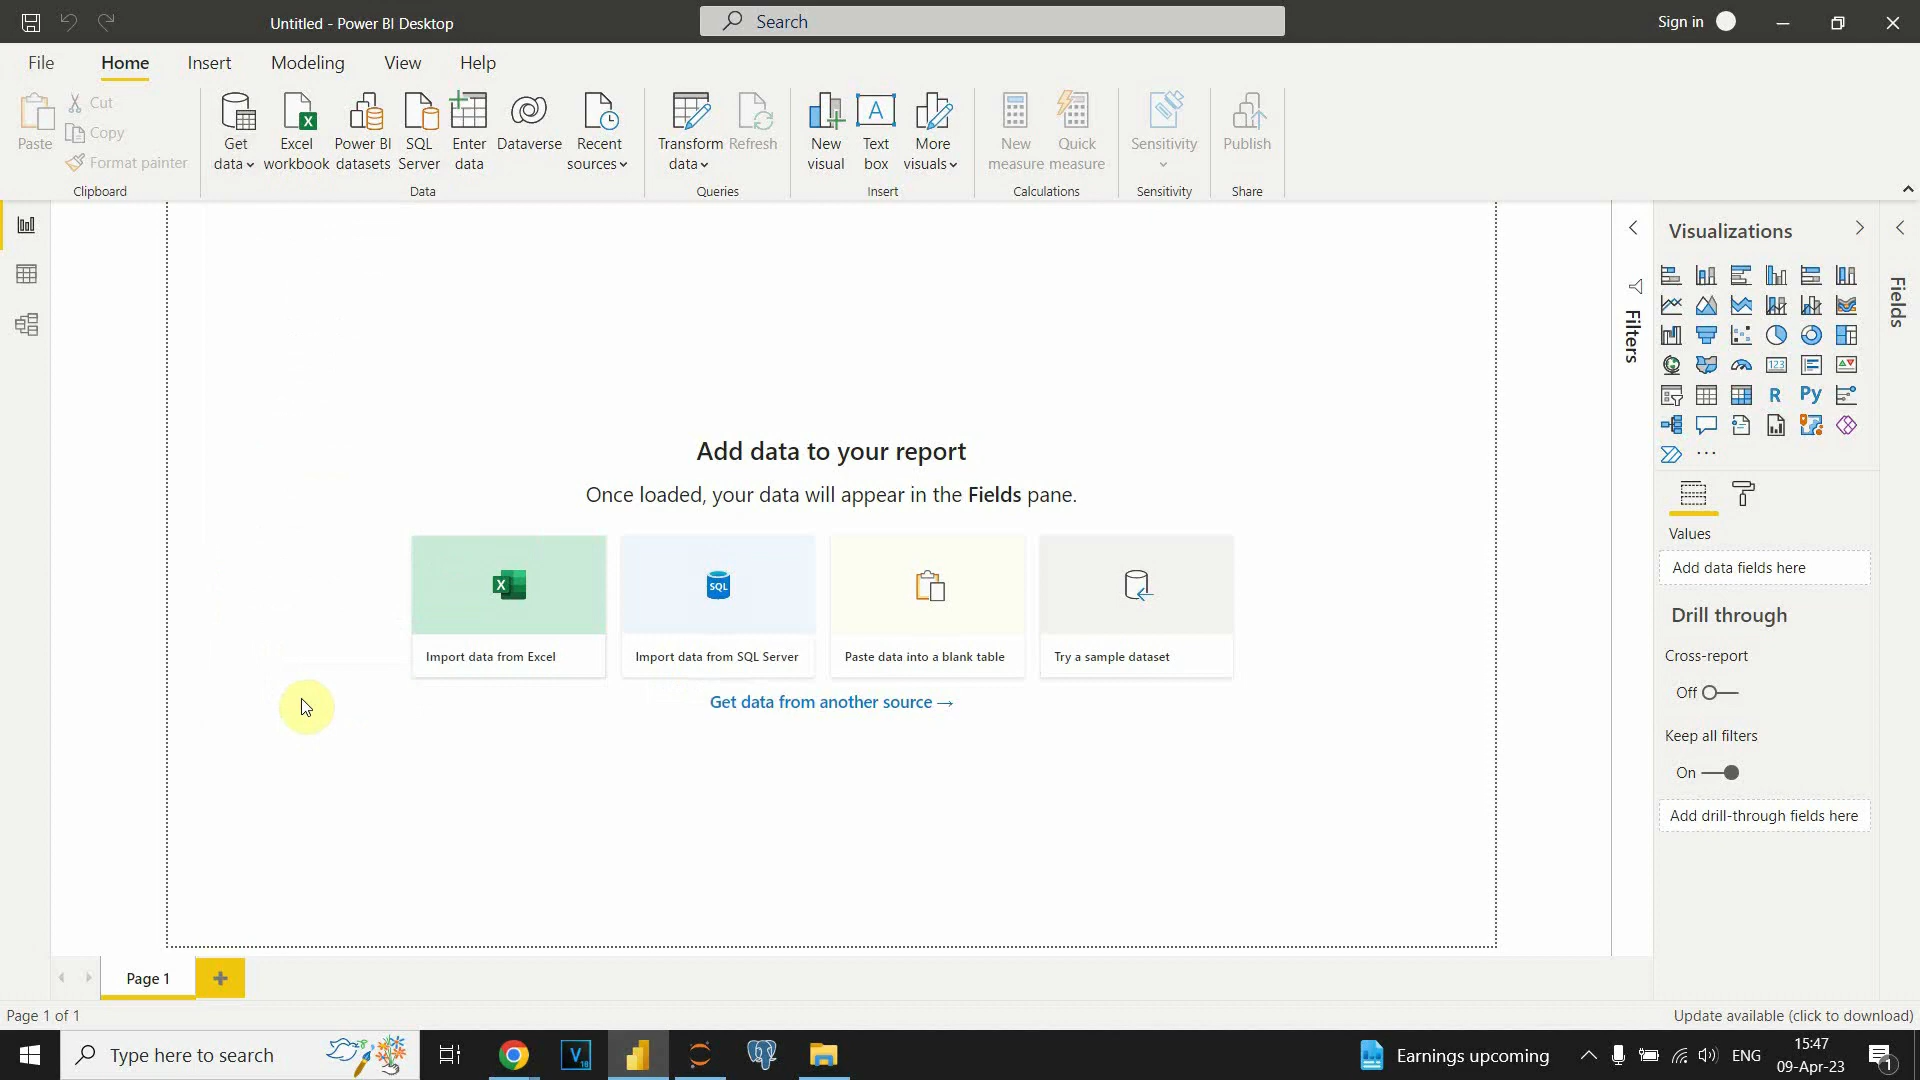 Untitled - Power BI Desktop
Search
Sign in
File
Home
Insert
Modeling
View
Help
Paste
Cut
Copy
Format painter
Clipboard
Get data
Excel workbook
Power BI datasets
SQL Server
Enter data
Dataverse
Recent sources
Data
Transform data
Refresh
Queries
New visual
Text box
More visuals
Insert
New measure
Quick measure
Calculations
Sensitivity
Sensitivity
Publish
Share
Filters
Visualizations
Fields
123
R
Py
Values
Add data fields here
Drill through
Cross-report
Off
Keep all filters
On
Add drill-through fields here
Add data to your report
Once loaded, your data will appear in the Fields pane.
SQL
Import data from Excel
Import data from SQL Server
Paste data into a blank table
Try a sample dataset
Get data from another source →
Page 1
Page 1 of 1
Update available (click to download)
Type here to search
Earnings upcoming
ENG
15:47
09-Apr-23
1